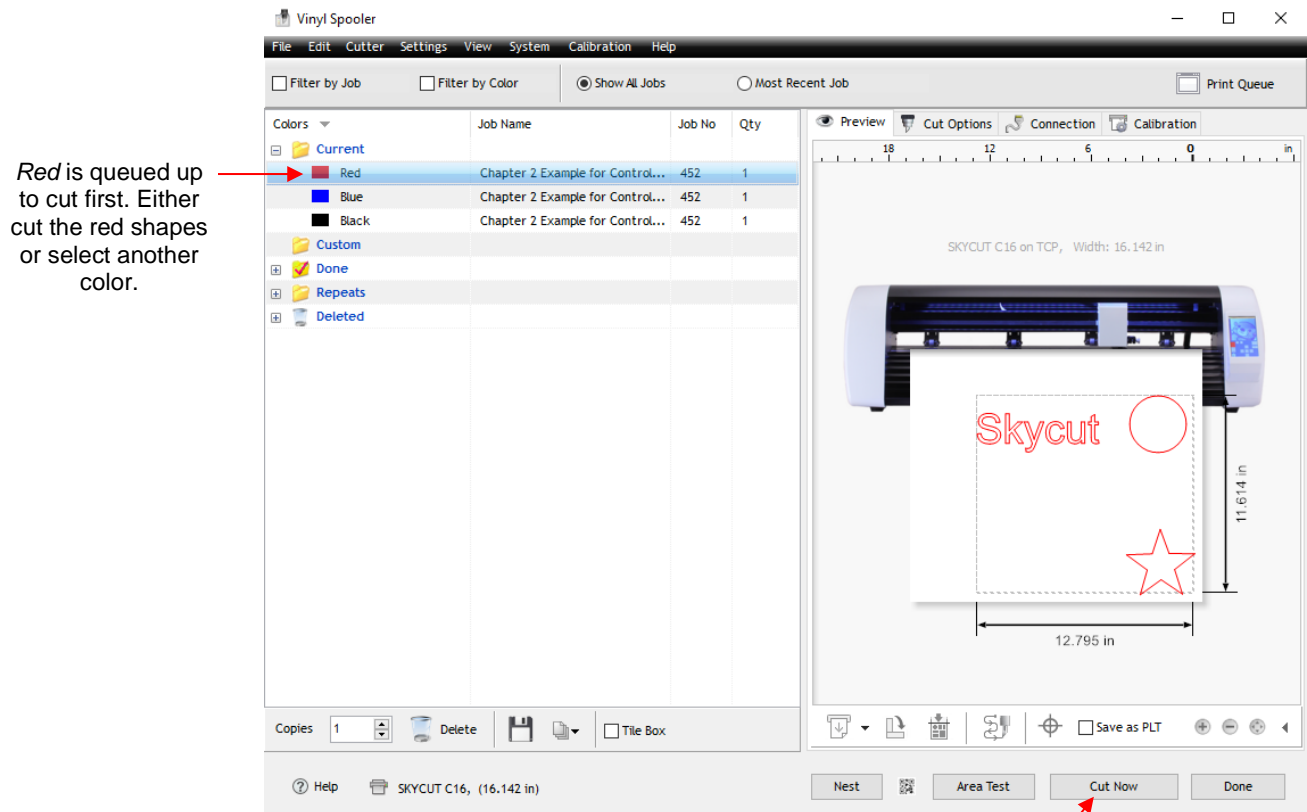 Vinyl Spooler
File Edit Cutter Settings View System Calibration Help
Filter by Job Filter by Color Show All Jobs Most Recent Job Print Queue
Colors Job Name Job No Qty
Current
Red Chapter 2 Example for Control... 452 1
Blue Chapter 2 Example for Control... 452 1
Black Chapter 2 Example for Control... 452 1
Custom
Done
Repeats
Deleted
Red is queued up
to cut first. Either
cut the red shapes
or select another
color.
Preview Cut Options Connection Calibration
18 12 6 0 in
SKYCUT C16 on TCP, Width: 16.142 in
Skycut
11.614 in
12.795 in
Copies 1 Delete Tile Box
Save as PLT
Help SKYCUT C16, (16.142 in)
Nest Area Test Cut Now Done